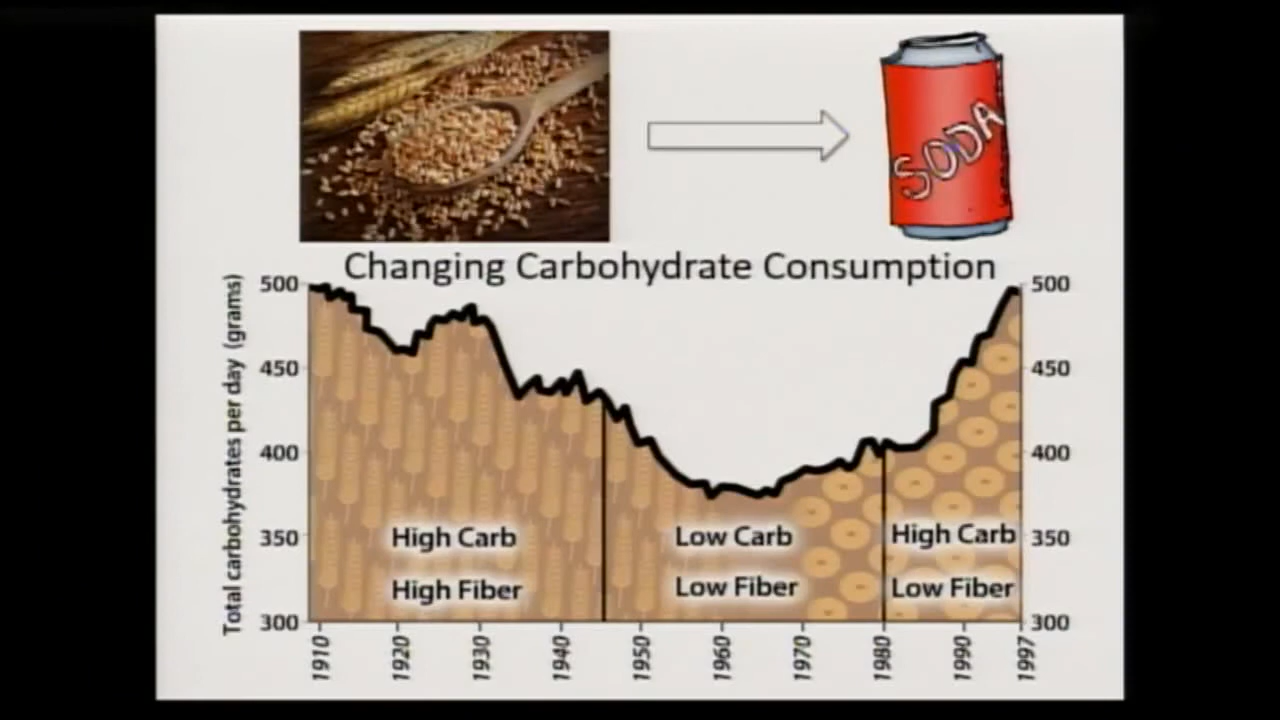 SODA
Changing Carbohydrate Consumption
Total carbohydrates per day (grams)
500
450
400
350
300
500
450
400
350
300
High Carb
High Fiber
Low Carb
Low Fiber
High Carb
Low Fiber
1910
1920
1930
1940
1950
1960
1970
1980
1990
1997